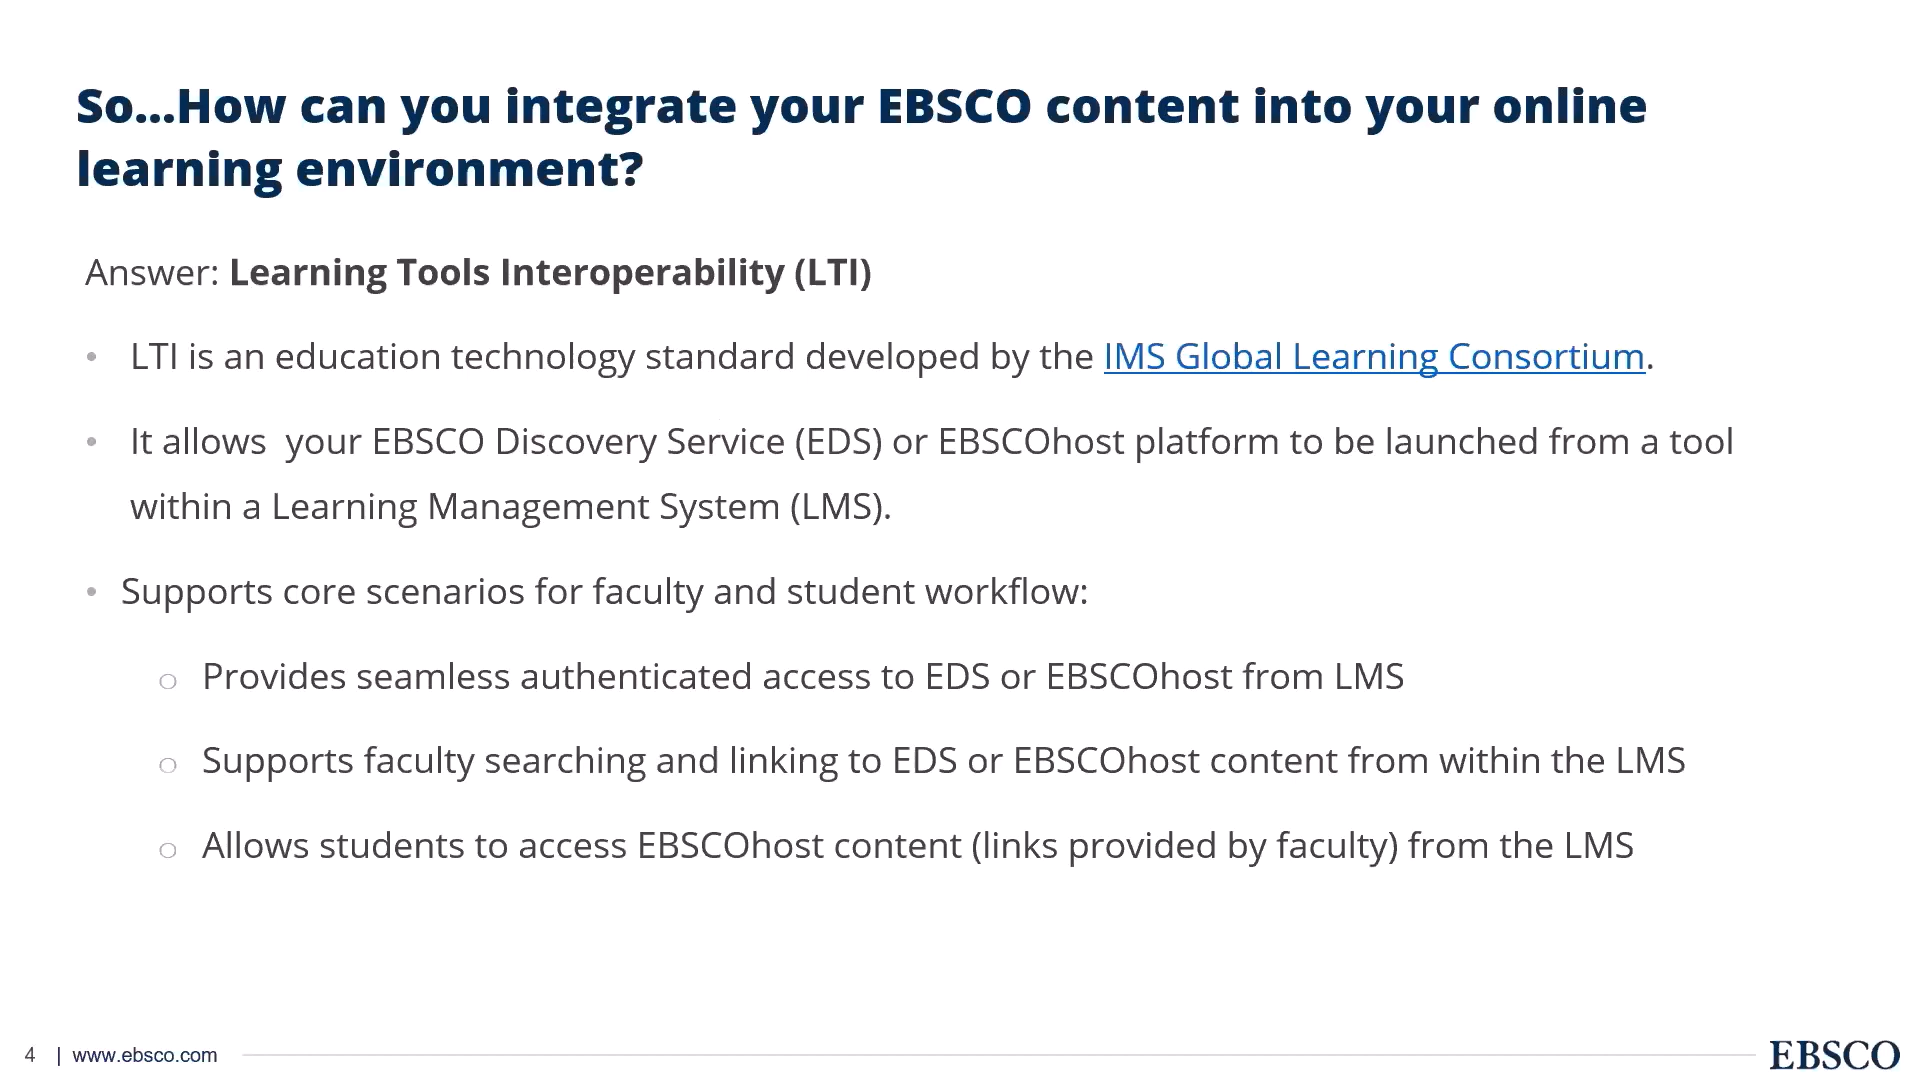 So...How can you integrate your EBSCO content into your online
learning environment?
Answer: Learning Tools Interoperability (LTI)
• LTI is an education technology standard developed by the IMS Global Learning Consortium.
• It allows  your EBSCO Discovery Service (EDS) or EBSCOhost platform to be launched from a tool
within a Learning Management System (LMS).
• Supports core scenarios for faculty and student workflow:
o Provides seamless authenticated access to EDS or EBSCOhost from LMS
o Supports faculty searching and linking to EDS or EBSCOhost content from within the LMS
o Allows students to access EBSCOhost content (links provided by faculty) from the LMS
4 | www.ebsco.com
EBSCO